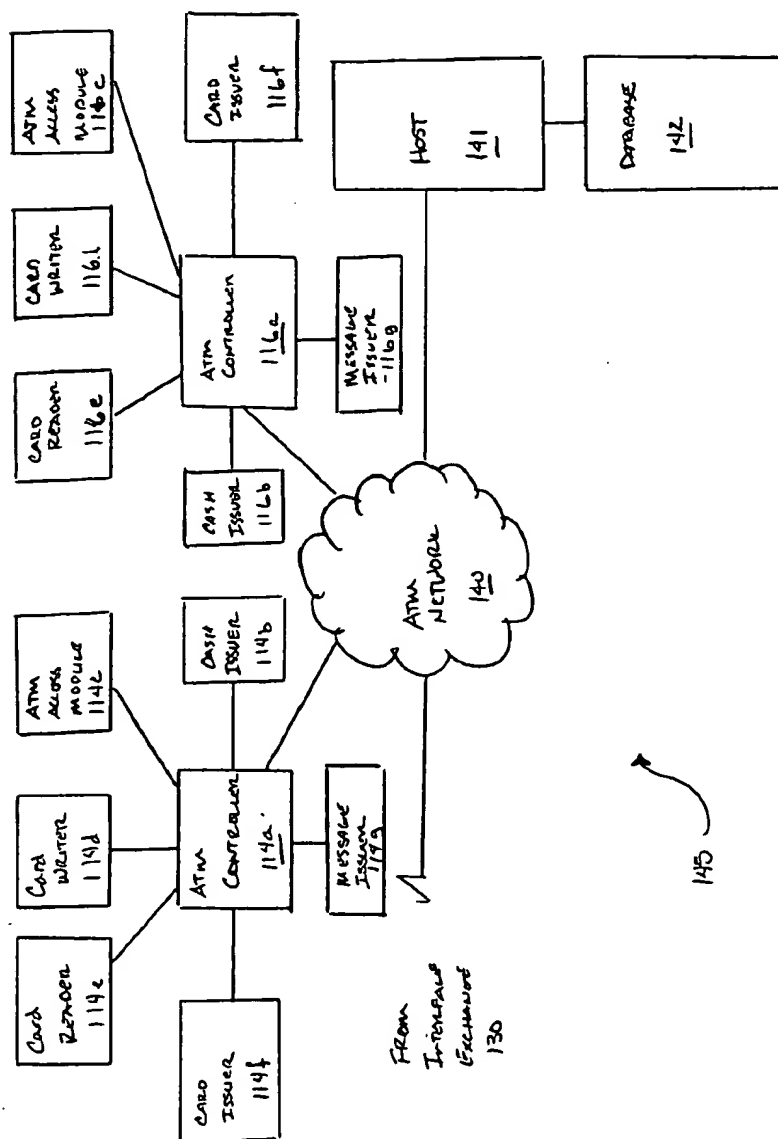 Card
READER
114e
Card
WRITER
114d
ATM
ACCESS
MODULE
114c
CARD
READER
116e
CARD
WRITER
116d
ATM
ACCESS
MODULE
116c
CARD
ISSUER
114f
ATM
CONTROLLER
114a
CASH
ISSUER
114b
CASH
ISSUER
116b
ATM
CONTROLLER
116a
CARD
ISSUER
116f
MESSAGE
ISSUER
114g
MESSAGE
ISSUER
-116g
FROM
INTERFACE
EXCHANGE
130
ATM
NETWORK
140
HOST
141
DATABASE
142
145